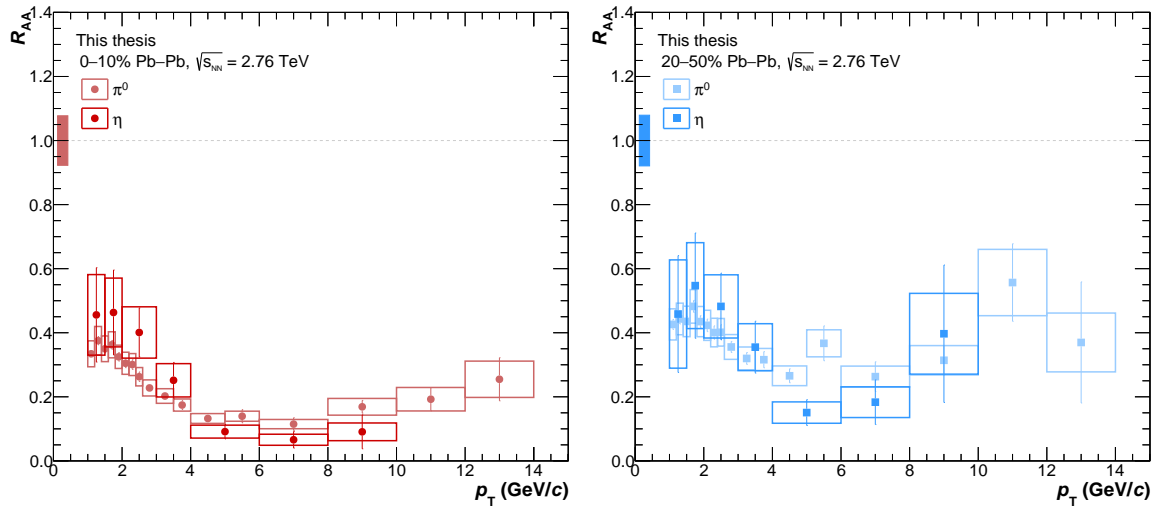 R_AA
1.4
1.2
1.0
0.8
0.6
0.4
0.2
0.0
This thesis
0–10% Pb–Pb, √s_NN = 2.76 TeV
π⁰
η
0 2 4 6 8 10 12 14
p_T (GeV/c)
R_AA
1.4
1.2
1.0
0.8
0.6
0.4
0.2
0.0
This thesis
20–50% Pb–Pb, √s_NN = 2.76 TeV
π⁰
η
0 2 4 6 8 10 12 14
p_T (GeV/c)